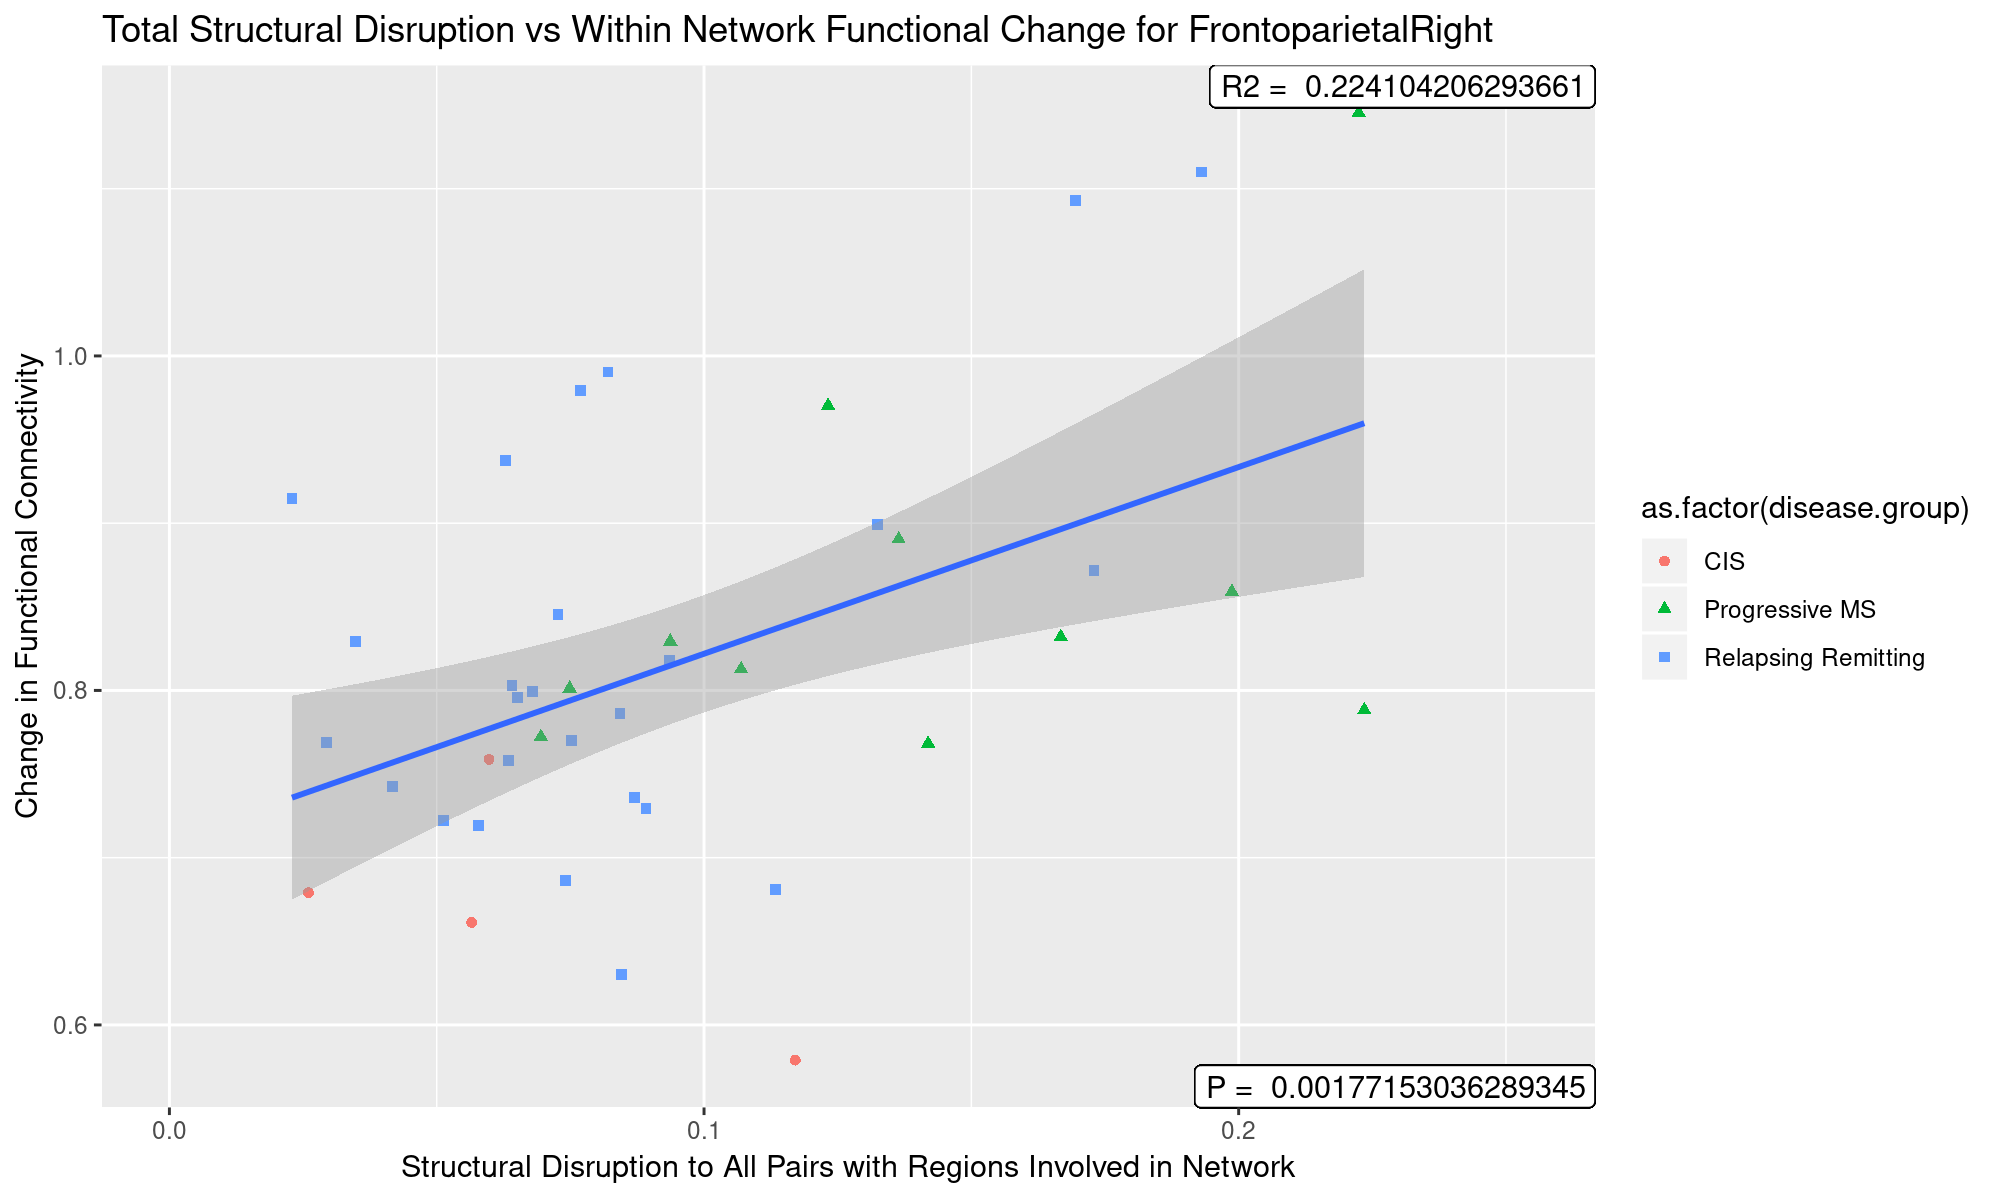 Total Structural Disruption vs Within Network Functional Change for FrontoparietalRight
R2 =  0.224104206293661
Change in Functional Connectivity
1.0
0.8
0.6
as.factor(disease.group)
CIS
Progressive MS
Relapsing Remitting
P =  0.00177153036289345
0.0
0.1
0.2
Structural Disruption to All Pairs with Regions Involved in Network